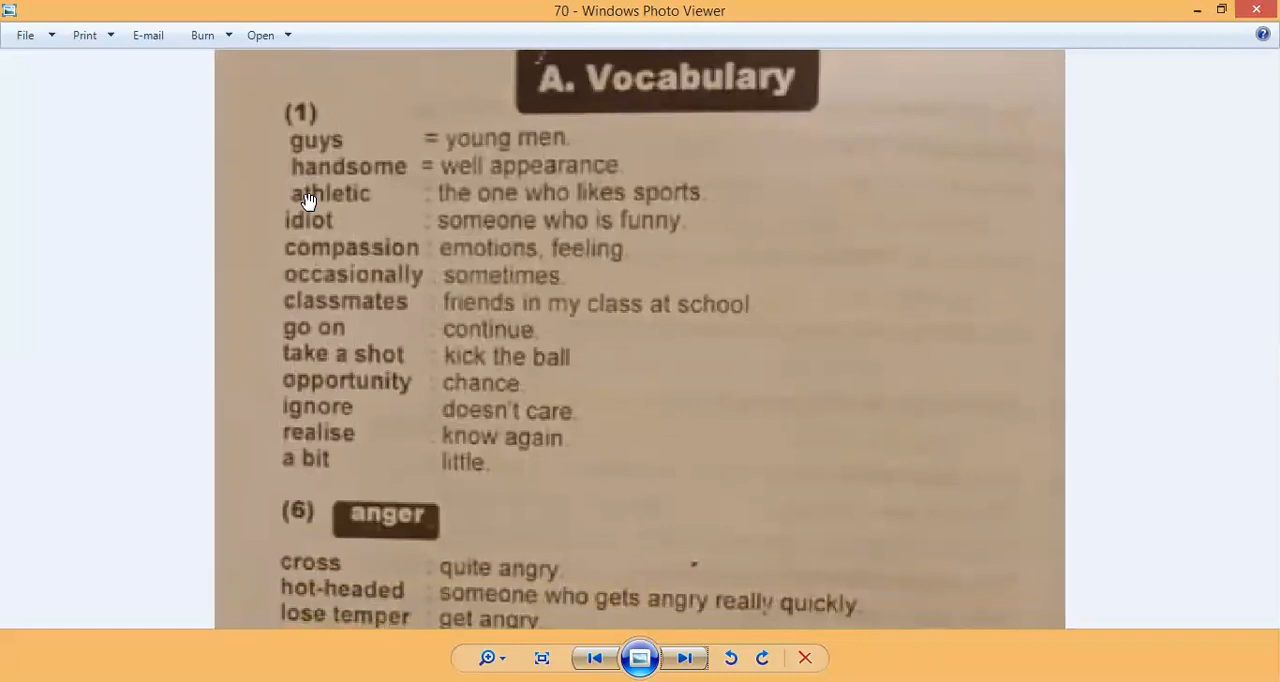 70 - Windows Photo Viewer
File Print E-mail Burn Open
A. Vocabulary
(1)
guys = young men.
handsome = well appearance.
athletic : the one who likes sports.
idiot : someone who is funny.
compassion : emotions, feeling.
occasionally : sometimes.
classmates : friends in my class at school
go on : continue.
take a shot : kick the ball
opportunity : chance.
ignore : doesn't care.
realise : know again.
a bit : little.
(6) anger
cross : quite angry.
hot-headed : someone who gets angry really quickly.
lose temper : get angry